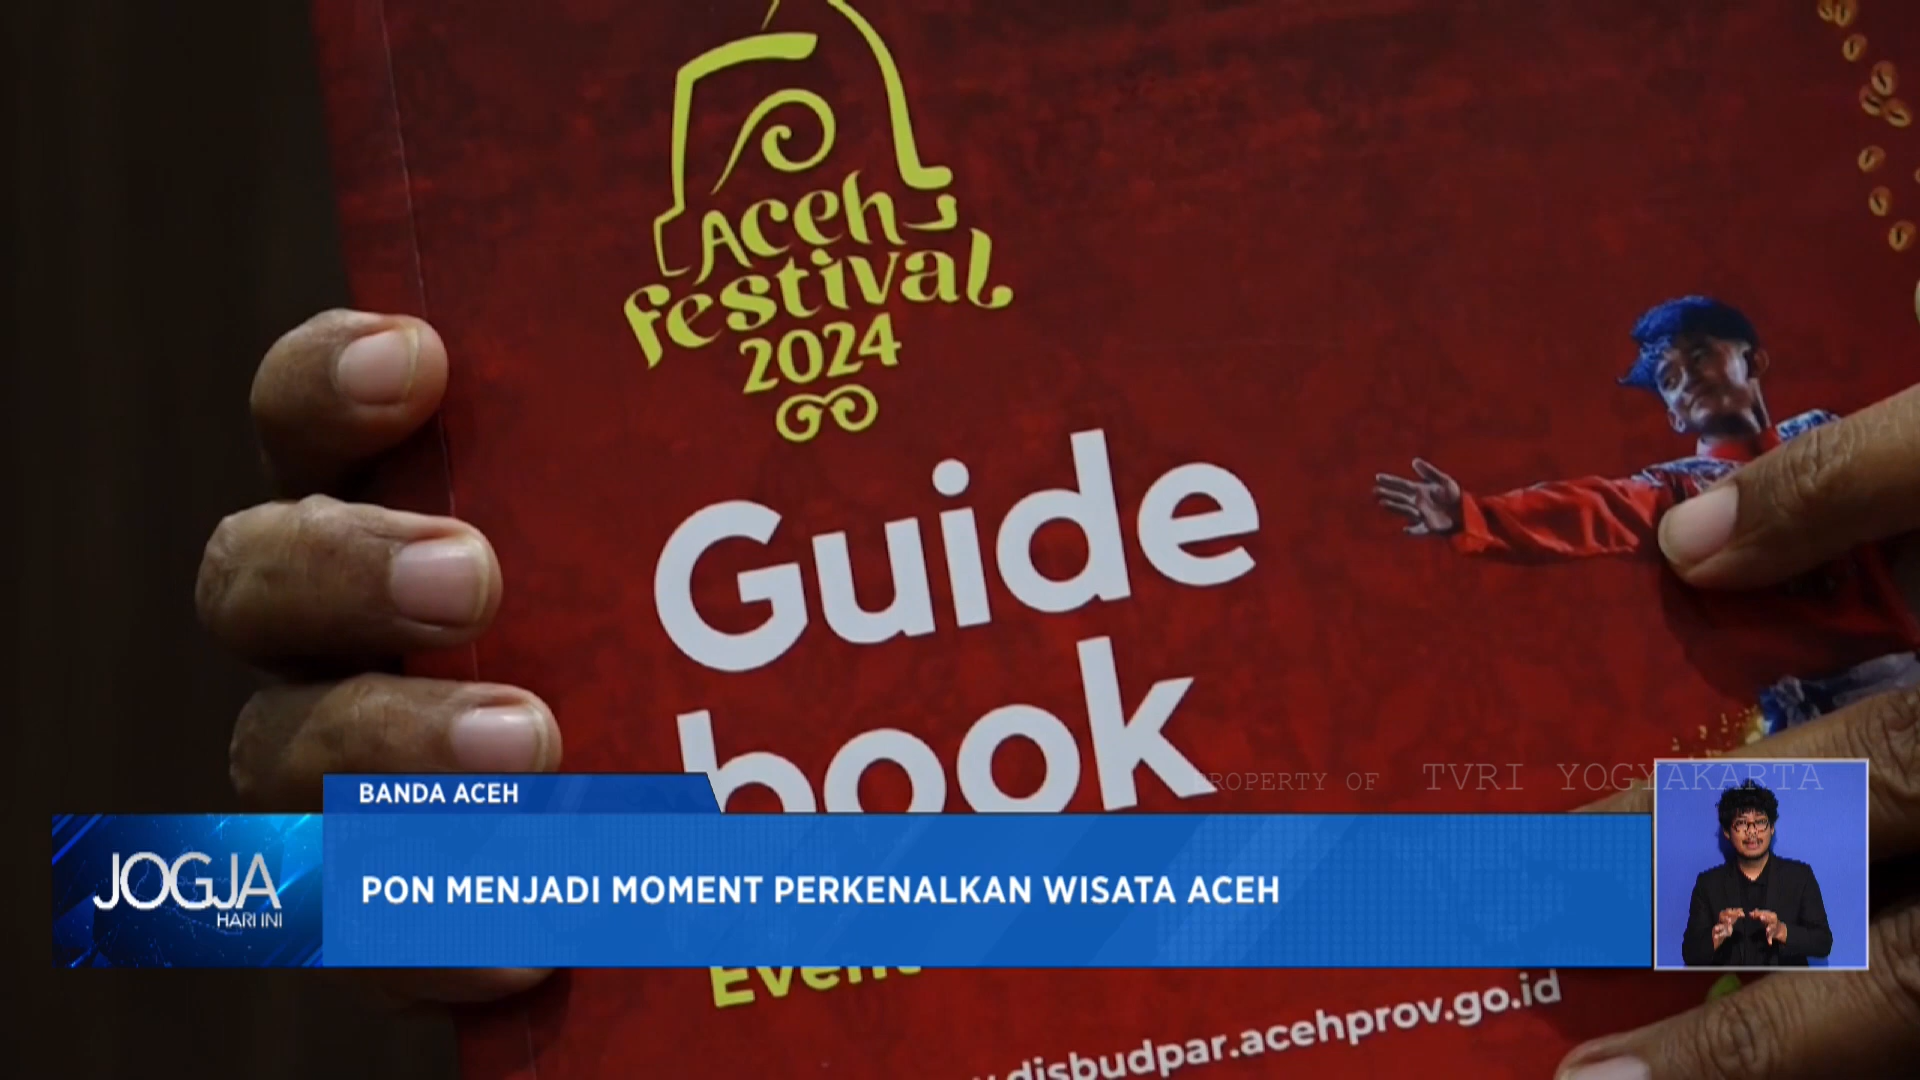 Aceh
festival
2024
Guide
book
PROPERTY OF TVRI YOGYAKARTA
BANDA ACEH
JOGJA
HARI INI
PON MENJADI MOMENT PERKENALKAN WISATA ACEH
Event
disbudpar.acehprov.go.id